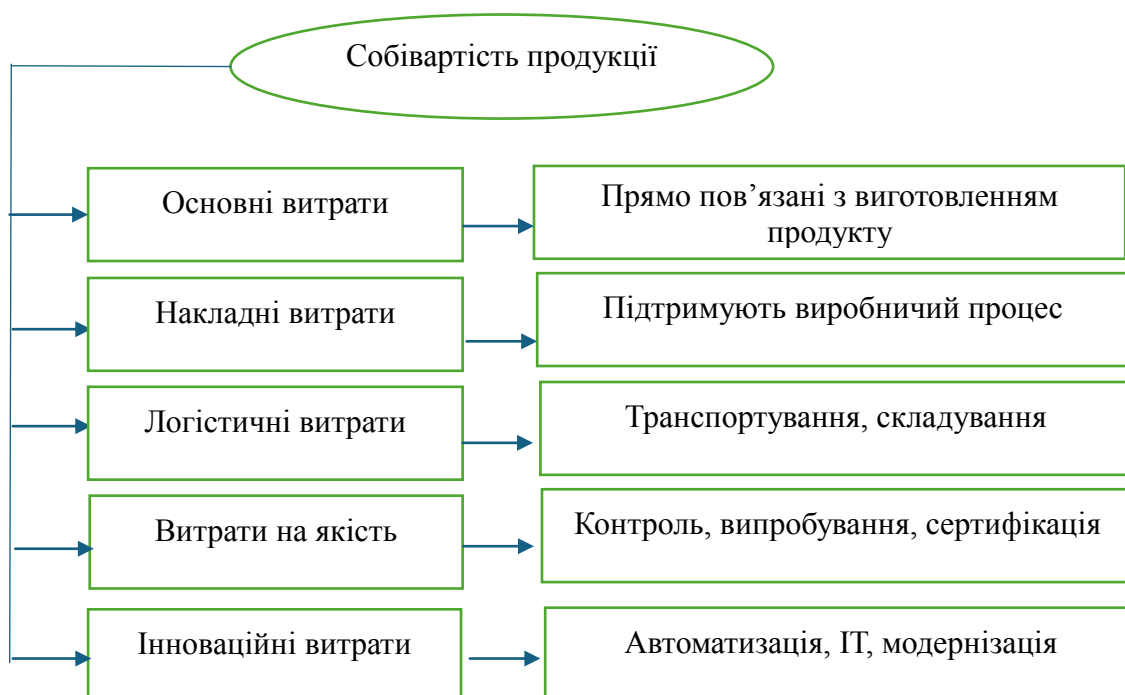 Собівартість продукції
Основні витрати
Прямо пов’язані з виготовленням
продукту
Накладні витрати
Підтримують виробничий процес
Логістичні витрати
Транспортування, складування
Витрати на якість
Контроль, випробування, сертифікація
Інноваційні витрати
Автоматизація, ІТ, модернізація